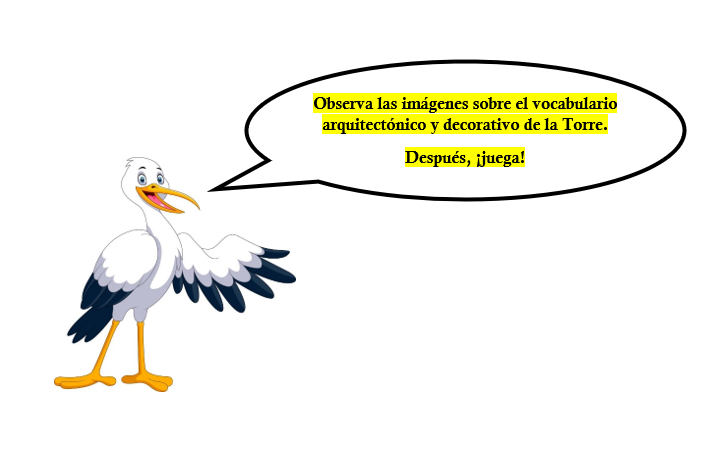 Observa las imágenes sobre el vocabulario
arquitectónico y decorativo de la Torre.
Después, ¡juega!